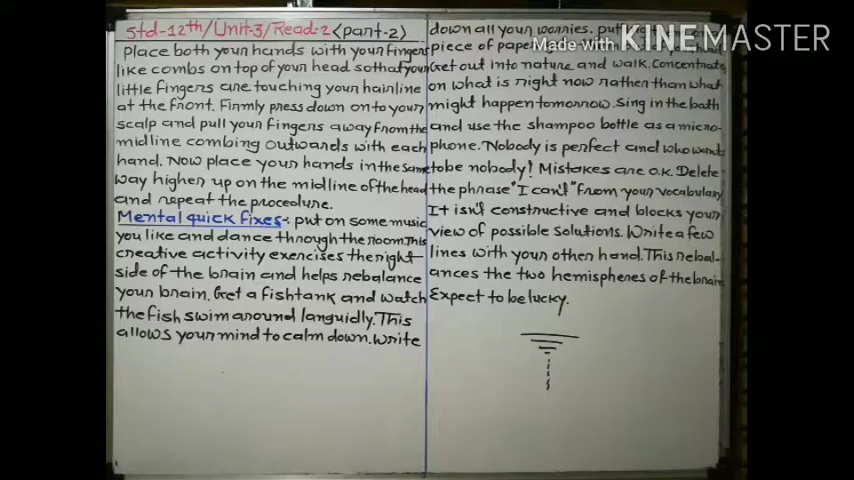 Std-12th/Unit-3/Read-2 <part-2>
Place both your hands with your fingers
like combs on top of your head so that your
little fingers are touching your hairline
at the front. Firmly press down onto your
scalp and pull your fingers away from the
midline combing outwards with each
hand. Now place your hands in the same
way higher up on the midline of the head
and repeat the procedure.
Mental quick fixes-: put on some music
you like and dance through the room. This
creative activity exercises the right
side of the brain and helps rebalance
your brain. Get a fishtank and watch
the fish swim around languidly. This
allows your mind to calm down. Write
down all your worries. put
piece of paper
Get out into nature and walk. Concentrate
on what is right now rather than what
might happen tomorrow. Sing in the bath
and use the shampoo bottle as a micro-
phone. Nobody is perfect and who want
to be nobody? Mistakes are o.k. Delete
the phrase "I can't" from your vocabulary
It isn't constructive and blocks your
view of possible solutions. Write a few
lines with your other hand. This rebal-
ances the two hemispheres of the brain
Expect to be lucky.
Made with KINEMASTER